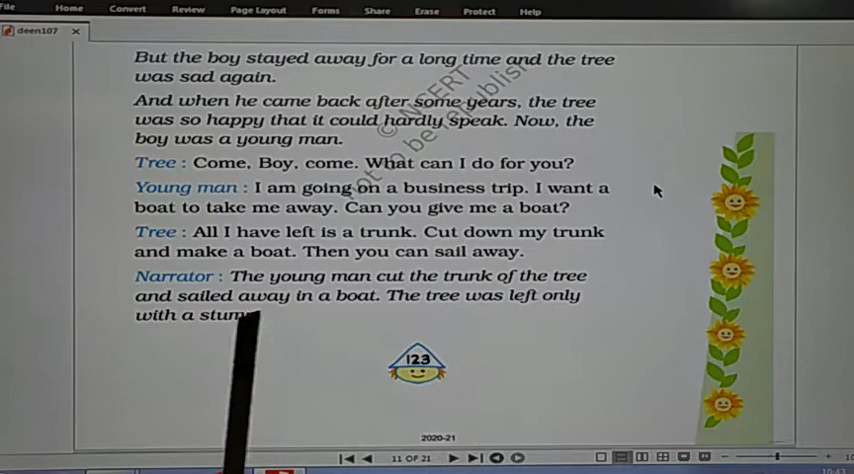 File Home Convert Review Page Layout Forms Share Erase Protect Help
deen107 ×
But the boy stayed away for a long time and the tree
was sad again.
And when he came back after some years, the tree
was so happy that it could hardly speak. Now, the
boy was a young man.
Tree : Come, Boy, come. What can I do for you?
Young man : I am going on a business trip. I want a
boat to take me away. Can you give me a boat?
Tree : All I have left is a trunk. Cut down my trunk
and make a boat. Then you can sail away.
Narrator : The young man cut the trunk of the tree
and sailed away in a boat. The tree was left only
with a stum
© NCERT
not to be republish
123
2020-21
11 OF 21